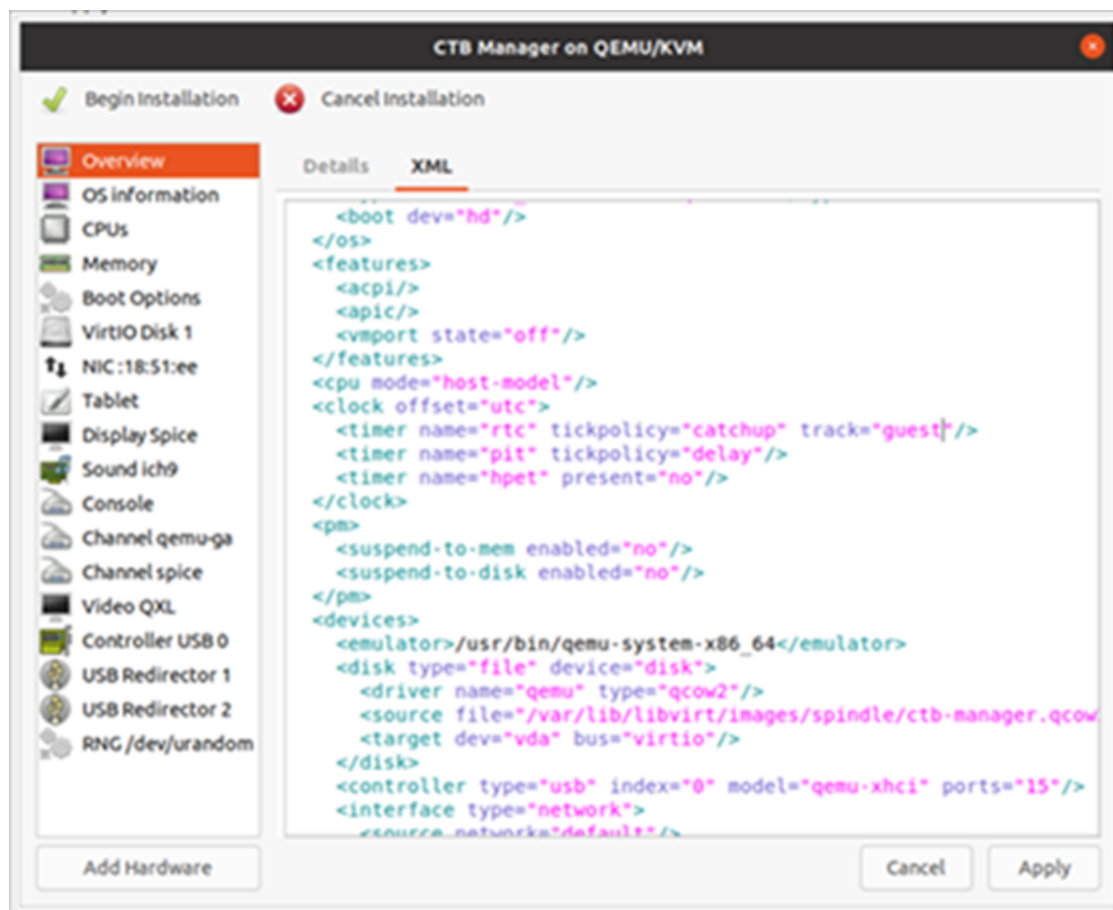 CTB Manager on QEMU/KVM
Begin Installation
Cancel Installation
Overview
OS information
CPUs
Memory
Boot Options
VirtIO Disk 1
NIC :18:51:ee
Tablet
Display Spice
Sound ich9
Console
Channel qemu-ga
Channel spice
Video QXL
Controller USB 0
USB Redirector 1
USB Redirector 2
RNG /dev/urandom
Add Hardware
Details
XML
<boot dev="hd"/>
</os>
<features>
<acpi/>
<apic/>
<vmport state="off"/>
</features>
<cpu mode="host-model"/>
<clock offset="utc">
<timer name="rtc" tickpolicy="catchup" track="guest"/>
<timer name="pit" tickpolicy="delay"/>
<timer name="hpet" present="no"/>
</clock>
<pm>
<suspend-to-mem enabled="no"/>
<suspend-to-disk enabled="no"/>
</pm>
<devices>
<emulator>/usr/bin/qemu-system-x86_64</emulator>
<disk type="file" device="disk">
<driver name="qemu" type="qcow2"/>
<source file="/var/lib/libvirt/images/spindle/ctb-manager.qcow
<target dev="vda" bus="virtio"/>
</disk>
<controller type="usb" index="0" model="qemu-xhci" ports="15"/>
<interface type="network">
<source network="default"/>
Cancel
Apply